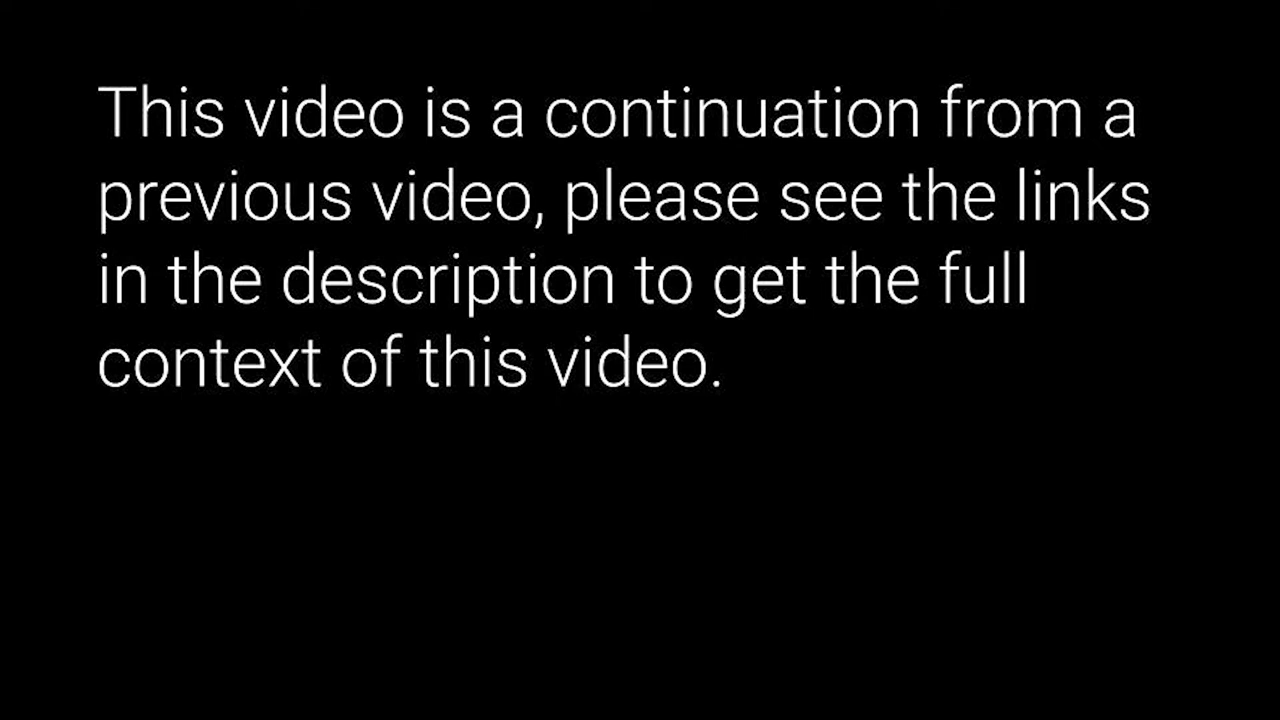 This video is a continuation from a
previous video, please see the links
in the description to get the full
context of this video.